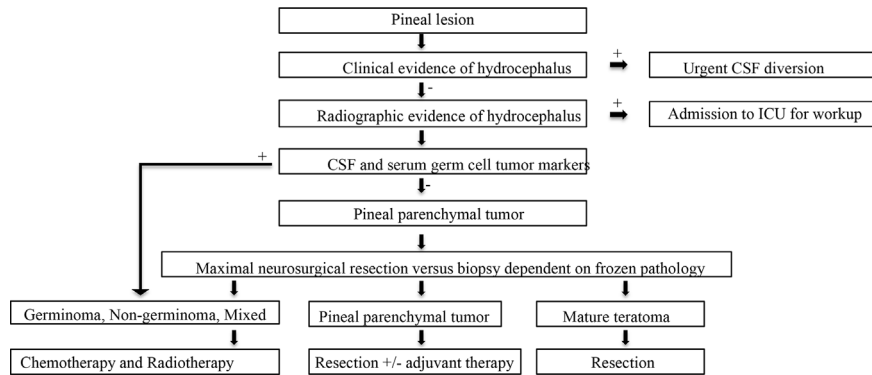 Pineal lesion
+
Clinical evidence of hydrocephalus
Urgent CSF diversion
-
+
Radiographic evidence of hydrocephalus
Admission to ICU for workup
+
CSF and serum germ cell tumor markers
-
Pineal parenchymal tumor
Maximal neurosurgical resection versus biopsy dependent on frozen pathology
Germinoma, Non-germinoma, Mixed
Pineal parenchymal tumor
Mature teratoma
Chemotherapy and Radiotherapy
Resection +/- adjuvant therapy
Resection